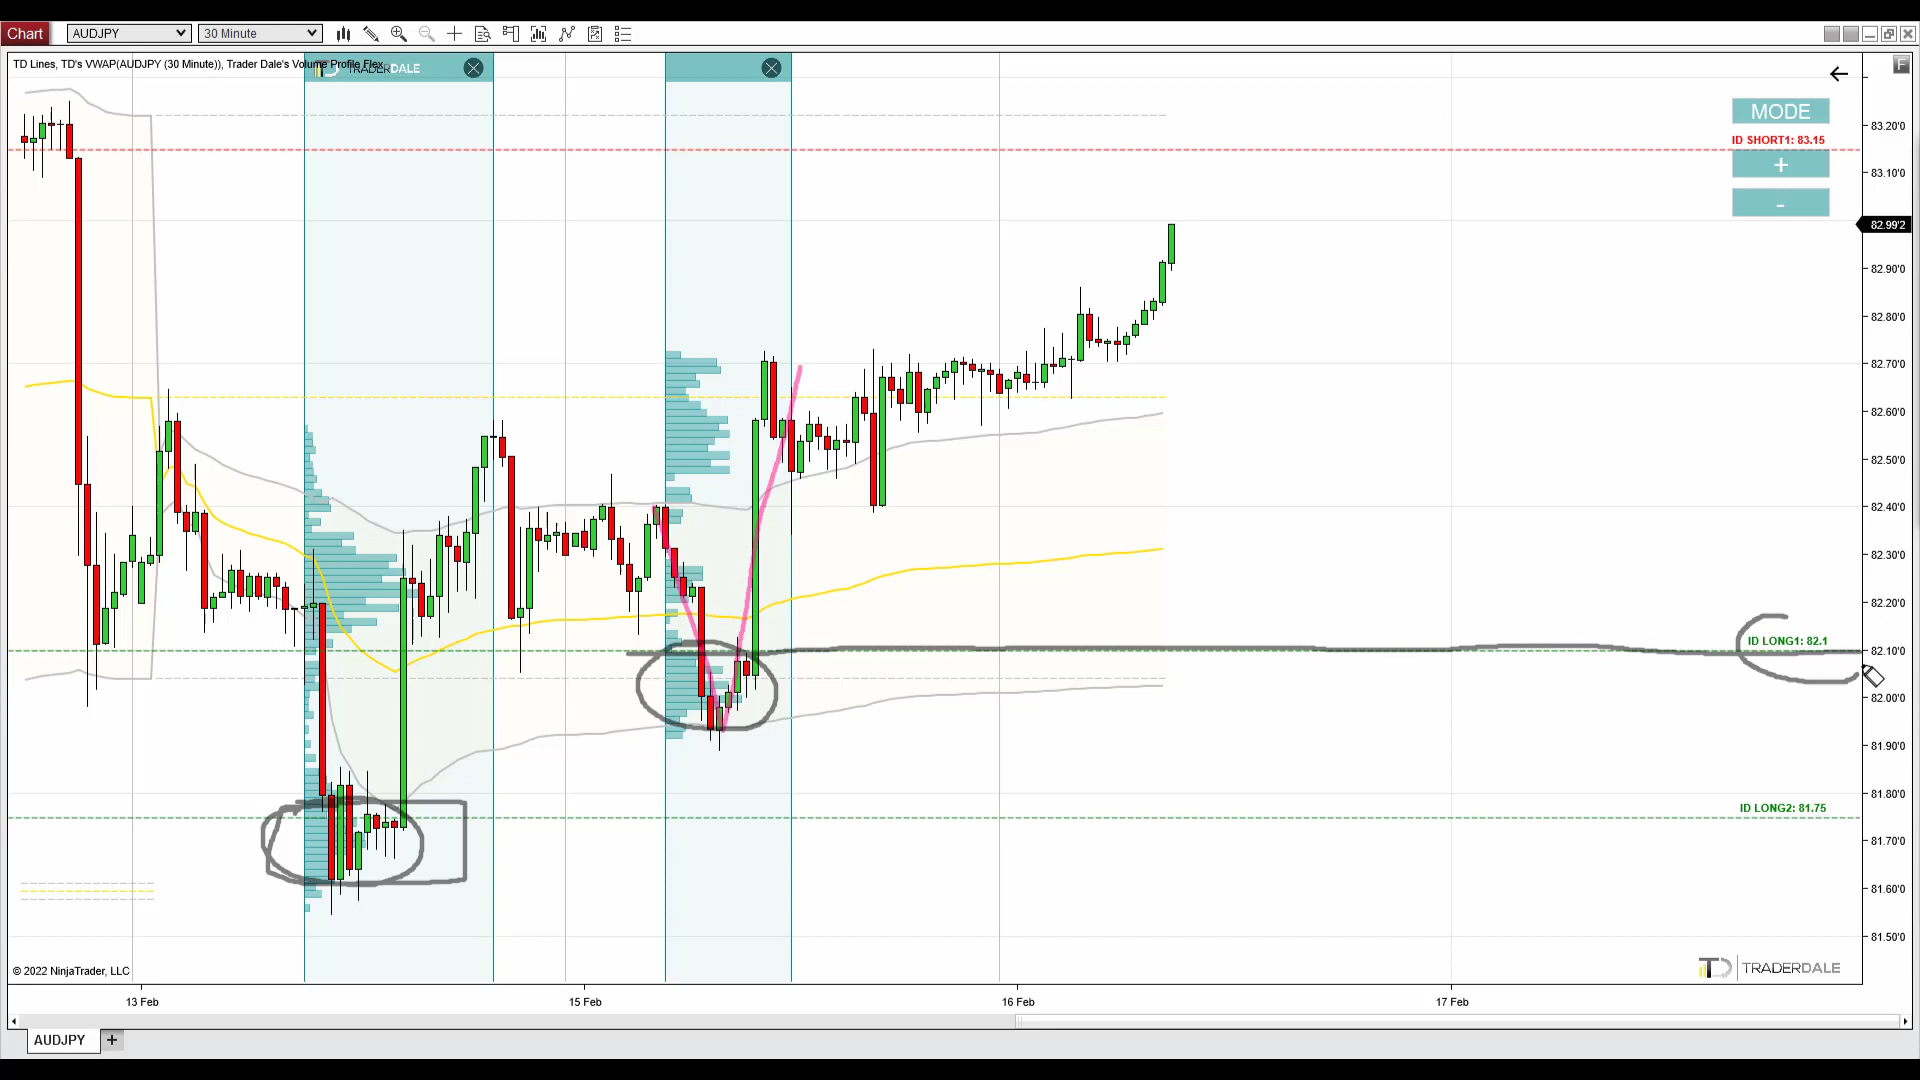 Chart AUDJPY 30 Minute
TD Lines, TD's VWAP(AUDJPY (30 Minute)), Trader Dale's Volume Profile Flex
TRADERDALE
F
MODE
ID SHORT1: 83.15
+
-
83.20'0
83.10'0
82.99'2
82.90'0
82.80'0
82.70'0
82.60'0
82.50'0
82.40'0
82.30'0
82.20'0
ID LONG1: 82.1
82.10'0
82.00'0
81.90'0
81.80'0
ID LONG2: 81.75
81.70'0
81.60'0
81.50'0
© 2022 NinjaTrader, LLC
TD TRADERDALE
13 Feb 15 Feb 16 Feb 17 Feb
AUDJPY +